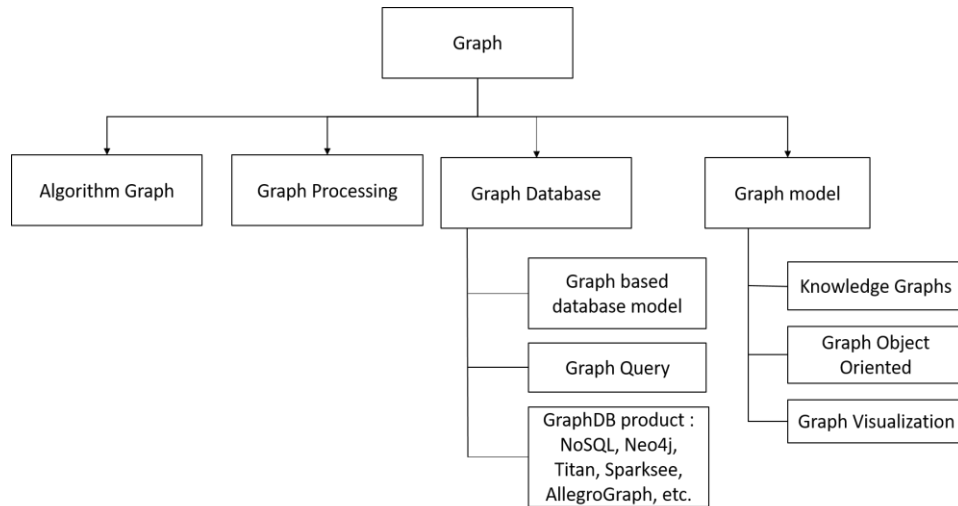 Graph
Algorithm Graph
Graph Processing
Graph Database
Graph model
Graph based
database model
Graph Query
GraphDB product :
NoSQL, Neo4j,
Titan, Sparksee,
AllegroGraph, etc.
Knowledge Graphs
Graph Object
Oriented
Graph Visualization